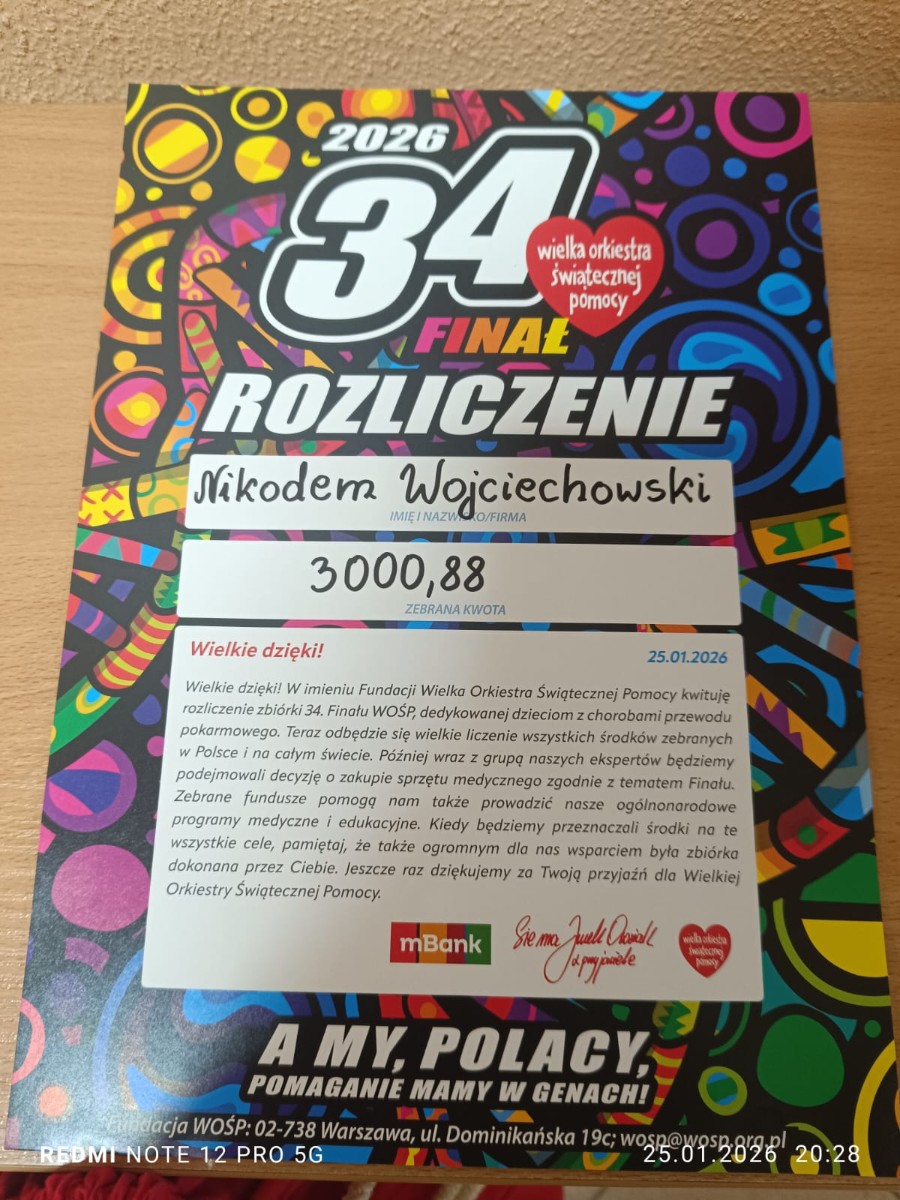 2026
34
wielka orkiestra
świątecznej
pomocy
FINAŁ
ROZLICZENIE
Nikodem Wojciechowski
IMIĘ I NAZWISKO/FIRMA
3000,88
ZEBRANA KWOTA
Wielkie dzięki!
25.01.2026
Wielkie dzięki! W imieniu Fundacji Wielka Orkiestra Świątecznej Pomocy kwituję
rozliczenie zbiórki 34. Finału WOŚP, dedykowanej dzieciom z chorobami przewodu
pokarmowego. Teraz odbędzie się wielkie liczenie wszystkich środków zebranych
w Polsce i na całym świecie. Później wraz z grupą naszych ekspertów będziemy
podejmowali decyzję o zakupie sprzętu medycznego zgodnie z tematem Finału.
Zebrane fundusze pomogą nam także prowadzić nasze ogólnonarodowe
programy medyczne i edukacyjne. Kiedy będziemy przeznaczali środki na te
wszystkie cele, pamiętaj, że także ogromnym dla nas wsparciem była zbiórka
dokonana przez Ciebie. Jeszcze raz dziękujemy za Twoją przyjaźń dla Wielkiej
Orkiestry Świątecznej Pomocy.
mBank
Sie ma Jurek Owsiak
z przyjaciele
wielka orkiestra
świątecznej
pomocy
A MY, POLACY,
POMAGANIE MAMY W GENACH!
Fundacja WOŚP: 02-738 Warszawa, ul. Dominikańska 19c; wosp@wosp.org.pl
REDMI NOTE 12 PRO 5G
25.01.2026 20:28